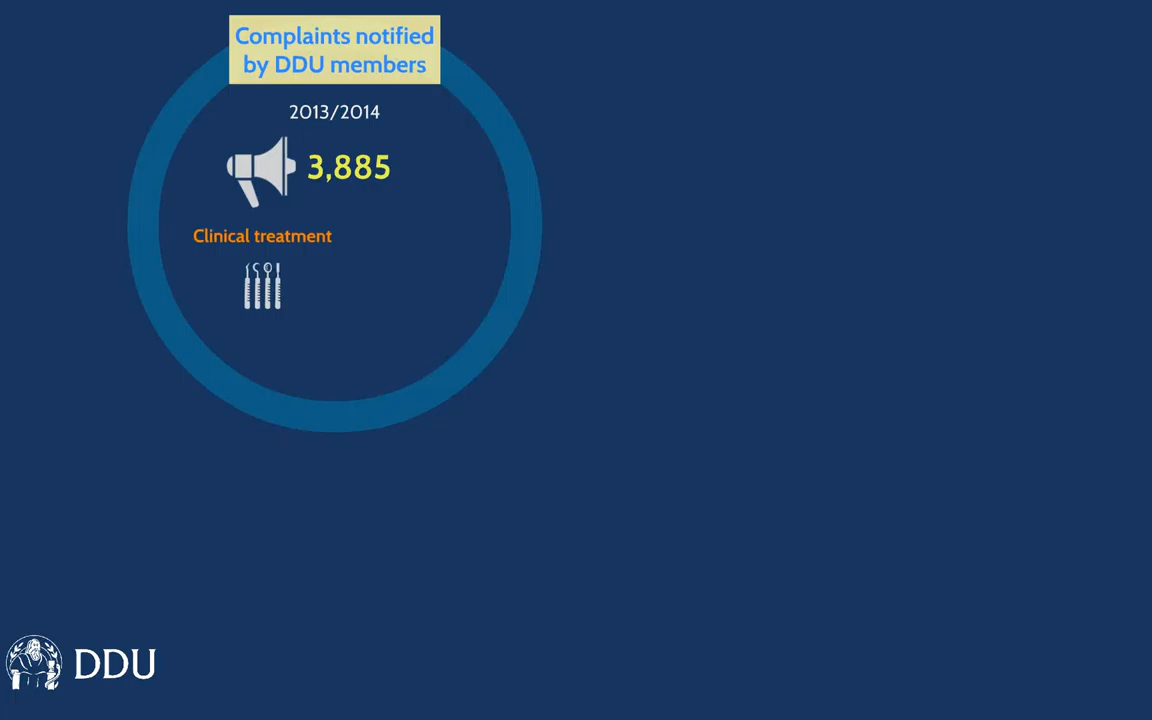 Complaints notified
by DDU members
2013/2014
3,885
Clinical treatment
DDU